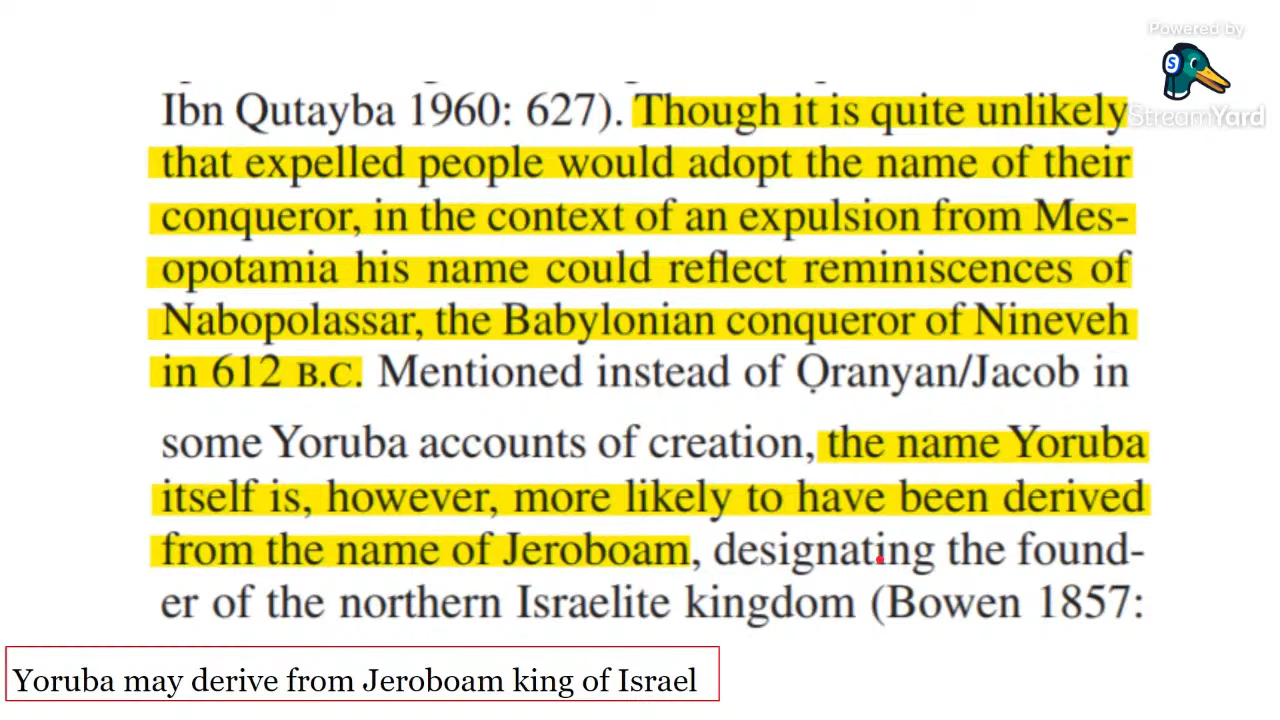 Powered by
StreamYard
Ibn Qutayba 1960: 627). Though it is quite unlikely
that expelled people would adopt the name of their
conqueror, in the context of an expulsion from Mes-
opotamia his name could reflect reminiscences of
Nabopolassar, the Babylonian conqueror of Nineveh
in 612 B.C. Mentioned instead of Ọranyan/Jacob in
some Yoruba accounts of creation, the name Yoruba
itself is, however, more likely to have been derived
from the name of Jeroboam, designating the found-
er of the northern Israelite kingdom (Bowen 1857:
Yoruba may derive from Jeroboam king of Israel